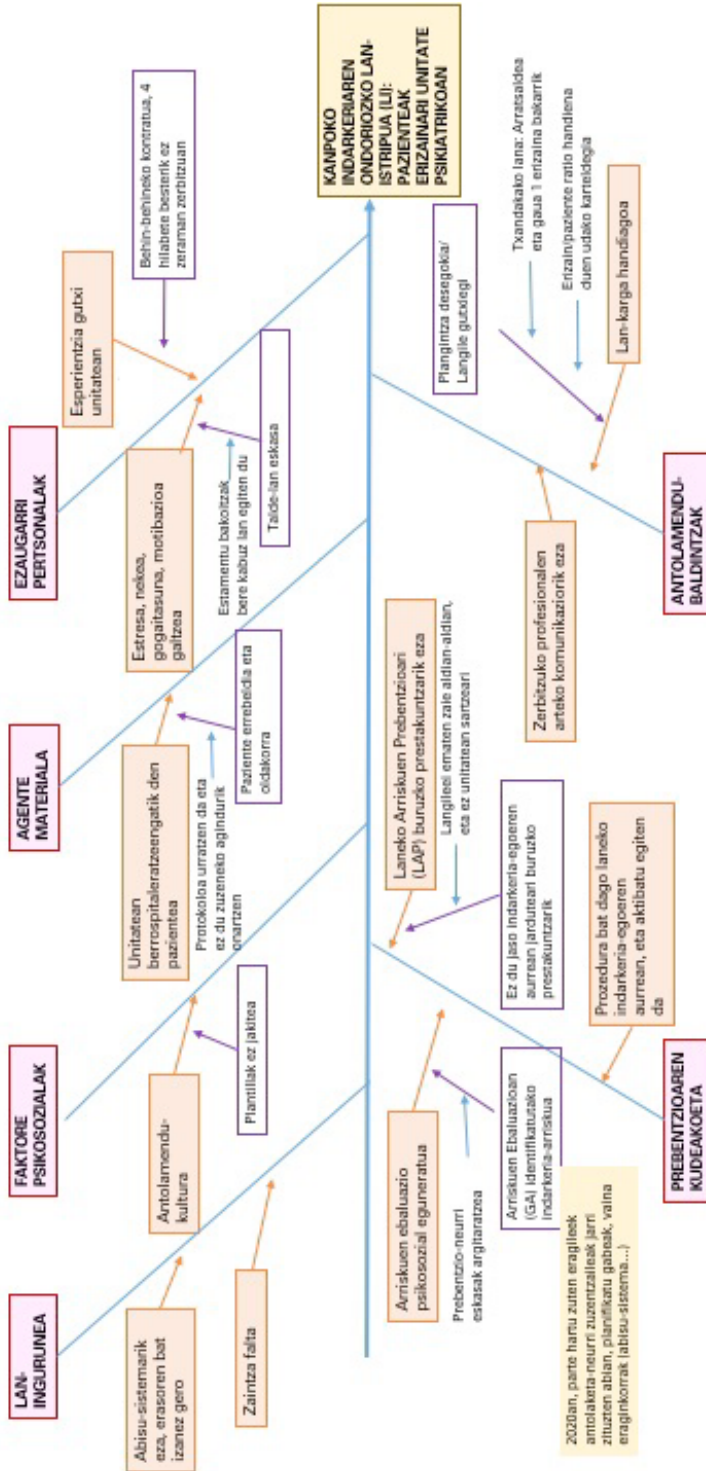 LAN-
INGURUNEA
FAKTORE
PSIKOSOZIALAK
AGENTE
MATERIALA
EZAUGARRI
PERTSONALAK
Abisu-sistemarik
eza, erasoren bat
izanez gero
Zaintza falta
Antolamendu-
kultura
Plantillak ez jakitea
Unitatean
berrospitaleratzeengatik den
pazientea
Protokoloa urratzen da eta
ez du zuzeneko agindurik
onartzen
Paziente errebeldia eta
oldakorra
Estresa, nekea,
gogaitasuna, motibazioa
galtzea
Estamentu bakoitzak
bere kabuz lan egiten du
Talde-lan eskasa
Esperientzia gutxi
unitatean
Behin-behineko kontratua, 4
hilabete besterik ez
zeraman zerbitzuan
KANPOKO
INDARKERIAREN
ONDORIOZKO LAN-
ISTRIPUA (LI):
PAZIENTEAK
ERIZAINARI UNITATE
PSIKIATRIKOAN
Arriskuen ebaluazio
psikosozial eguneratua
Prebentzio-neurri
eskasak argitaratzea
Arriskuen Ebaluazioan
(GA) identifikatutako
indarkeria-arriskua
2020an, parte hartu zuten eragileek
antolaketa-neurri zuzentzaileak jarri
zituzten abian, planifikatu gabeak, vaina
eraginkorrak (abisu-sistema...)
Laneko Arriskuen Prebentzioari
(LAP) buruzko prestakuntzarik eza
Langileei ematen zaie aldian-aldian,
eta ez unitatean sartzeari
Ez du jaso indarkeria-egoeren
aurrean jarduteari buruzko
prestakuntzarik
Prozedura bat dago laneko
indarkeria-egoeren
aurrean, eta aktibatu egiten
da
PREBENTZIOAREN
KUDEAKOETA
Plangintza desegokia/
Langile gutxiegi
Txandakako lana: Arratsaldea
eta gaua 1 erizaina bakarrik
Erizain/paziente ratio handiena
duen udako karteldegia
Lan-karga handiagoa
Zerbitzuko profesionalen
arteko komunikaziorik eza
ANTOLAMENDU-
BALDINTZAK